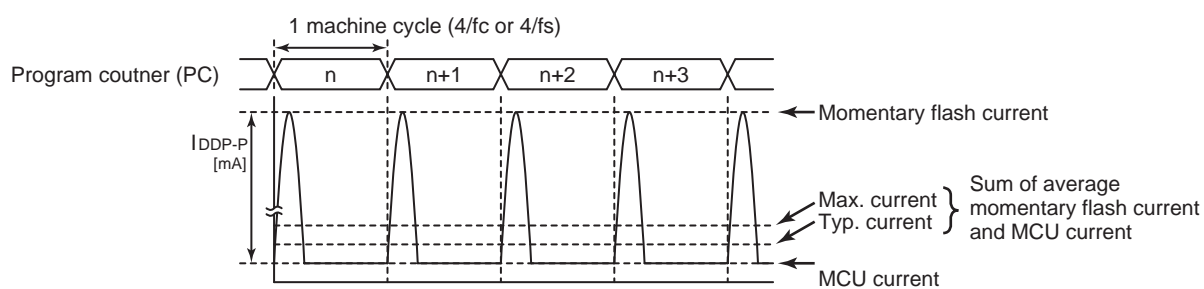 1 machine cycle (4/fc or 4/fs)
Program coutner (PC)
n
n+1
n+2
n+3
Momentary flash current
I DDP-P
[mA]
Max. current
Typ. current
Sum of average
momentary flash current
and MCU current
MCU current